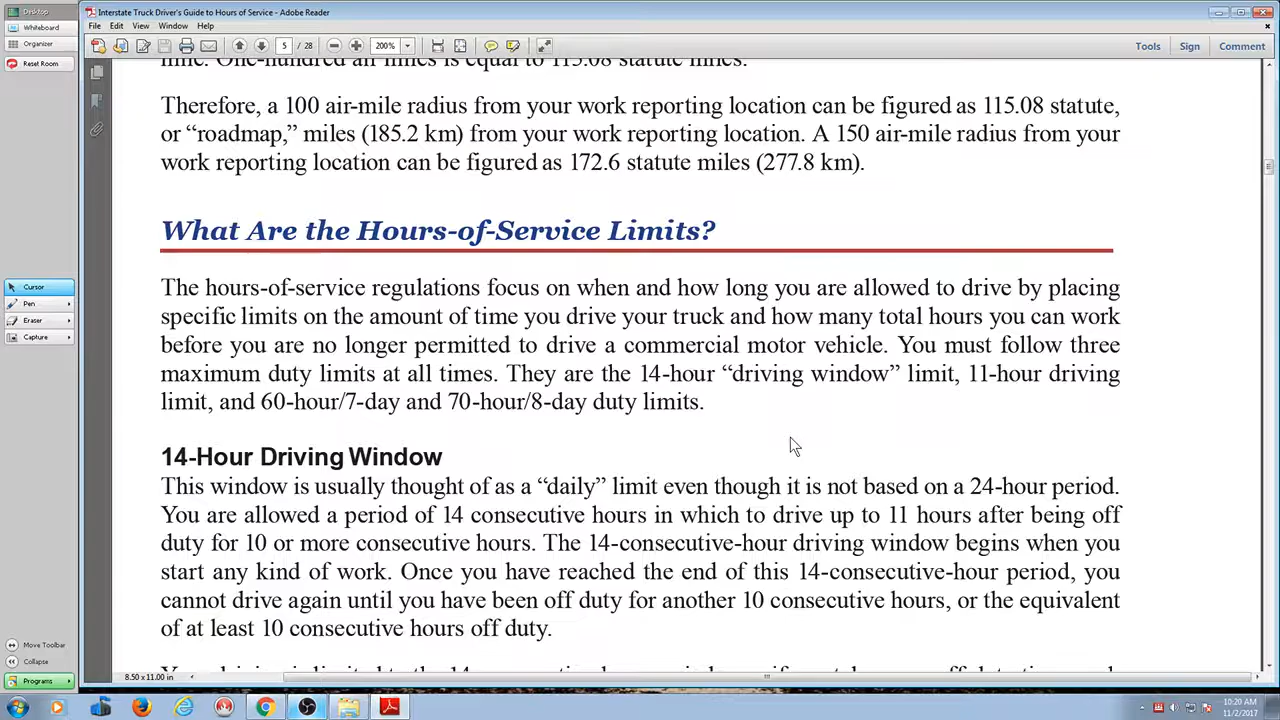 Desktop
Whiteboard
Organizer
Reset Room
Cursor
Pen
Eraser
Capture
Move Toolbar
Collapse
Programs
Interstate Truck Driver's Guide to Hours of Service - Adobe Reader
File Edit View Window Help
5 / 28 200% Tools Sign Comment
One-hundred air miles is equal to 115.08 statute miles.
Therefore, a 100 air-mile radius from your work reporting location can be figured as 115.08 statute,
or “roadmap,” miles (185.2 km) from your work reporting location. A 150 air-mile radius from your
work reporting location can be figured as 172.6 statute miles (277.8 km).
What Are the Hours-of-Service Limits?
The hours-of-service regulations focus on when and how long you are allowed to drive by placing
specific limits on the amount of time you drive your truck and how many total hours you can work
before you are no longer permitted to drive a commercial motor vehicle. You must follow three
maximum duty limits at all times. They are the 14-hour “driving window” limit, 11-hour driving
limit, and 60-hour/7-day and 70-hour/8-day duty limits.
14-Hour Driving Window
This window is usually thought of as a “daily” limit even though it is not based on a 24-hour period.
You are allowed a period of 14 consecutive hours in which to drive up to 11 hours after being off
duty for 10 or more consecutive hours. The 14-consecutive-hour driving window begins when you
start any kind of work. Once you have reached the end of this 14-consecutive-hour period, you
cannot drive again until you have been off duty for another 10 consecutive hours, or the equivalent
of at least 10 consecutive hours off duty.
8.50 x 11.00 in
10:20 AM
11/2/2017